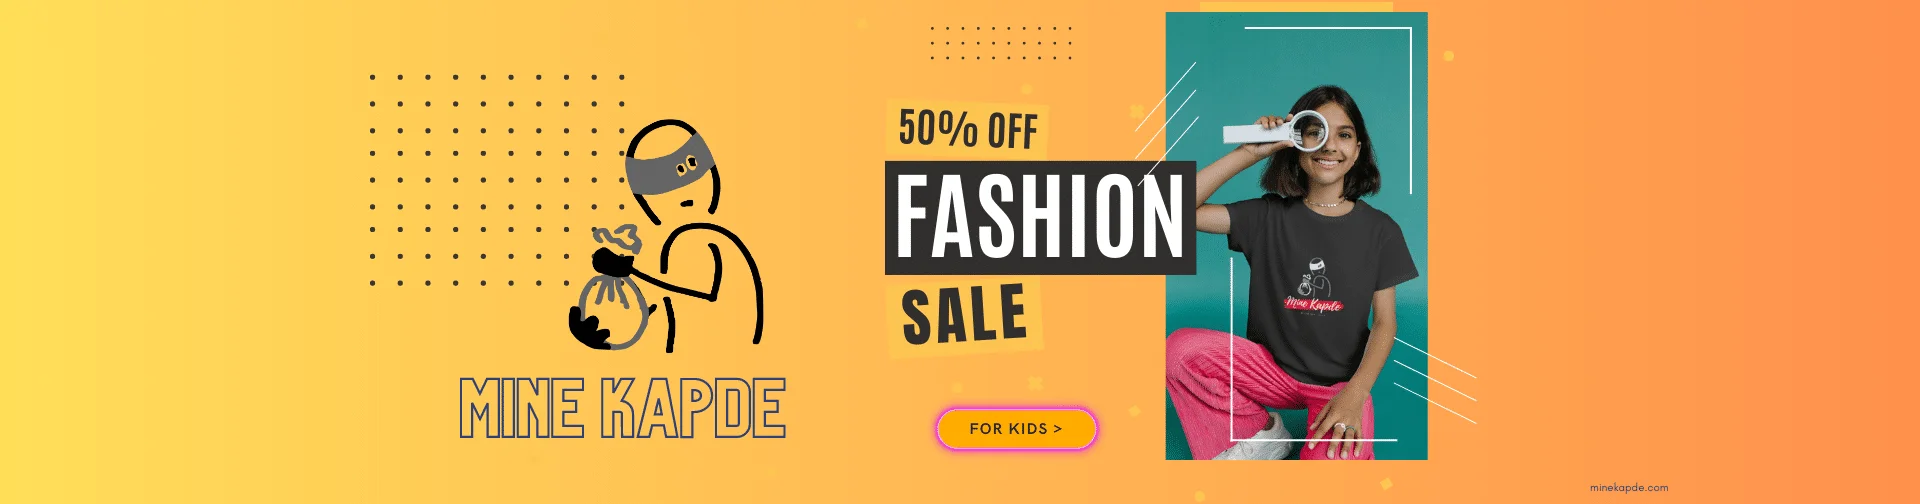 MINE KAPDE
50% OFF
FASHION
SALE
FOR KIDS >
Mine Kapde
minekapde.com